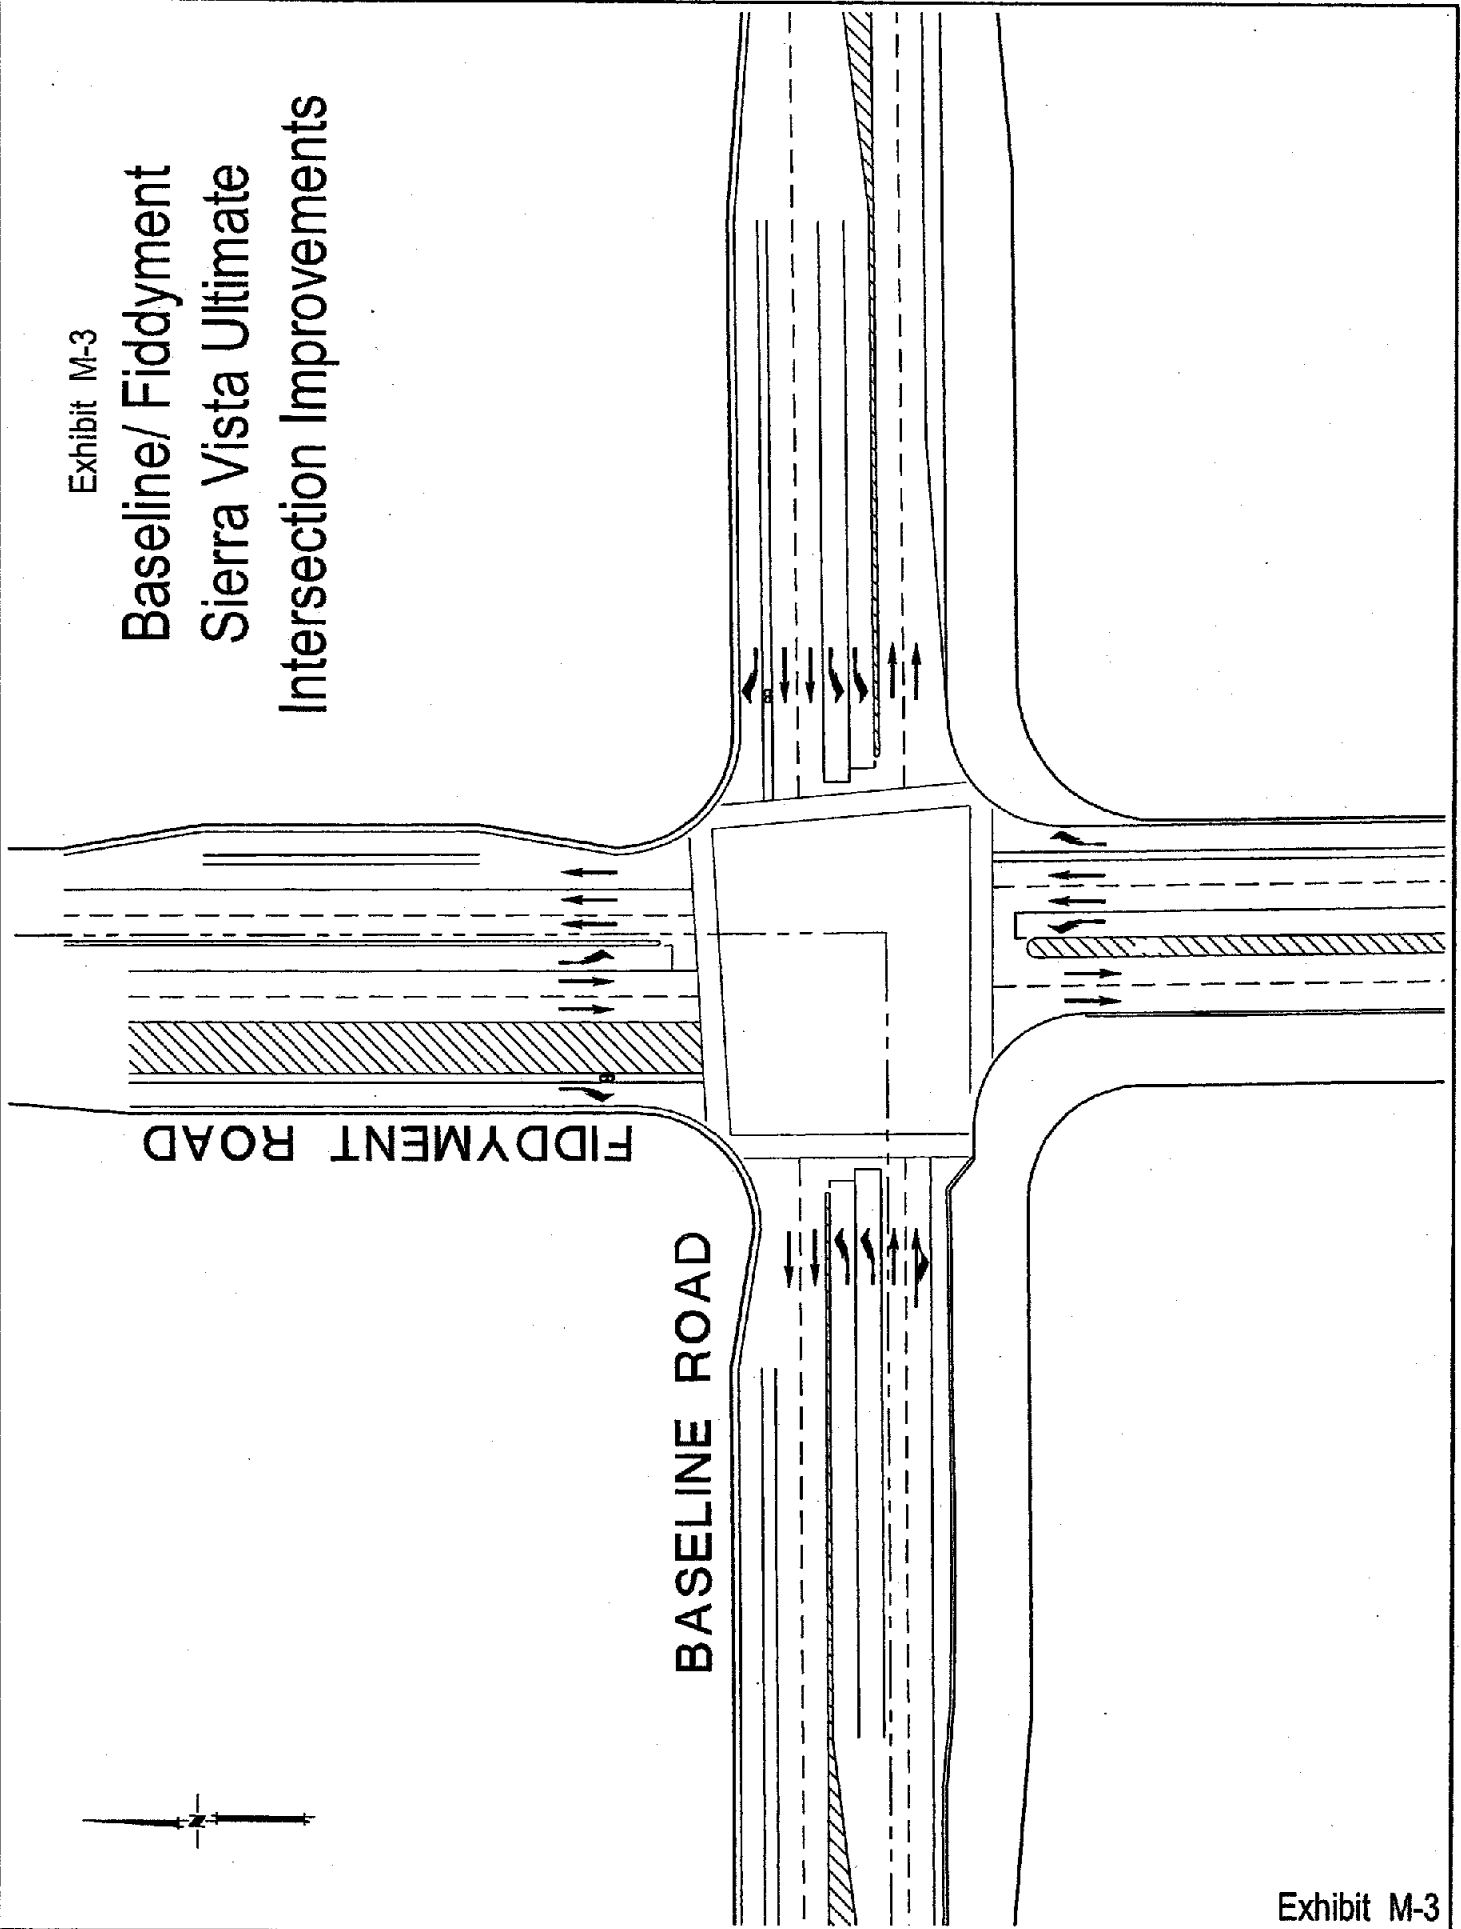 Exhibit M-3
Baseline/ Fiddyment
Sierra Vista Ultimate
Intersection Improvements
FIDDYMENT ROAD
BASELINE ROAD
N
Exhibit M-3